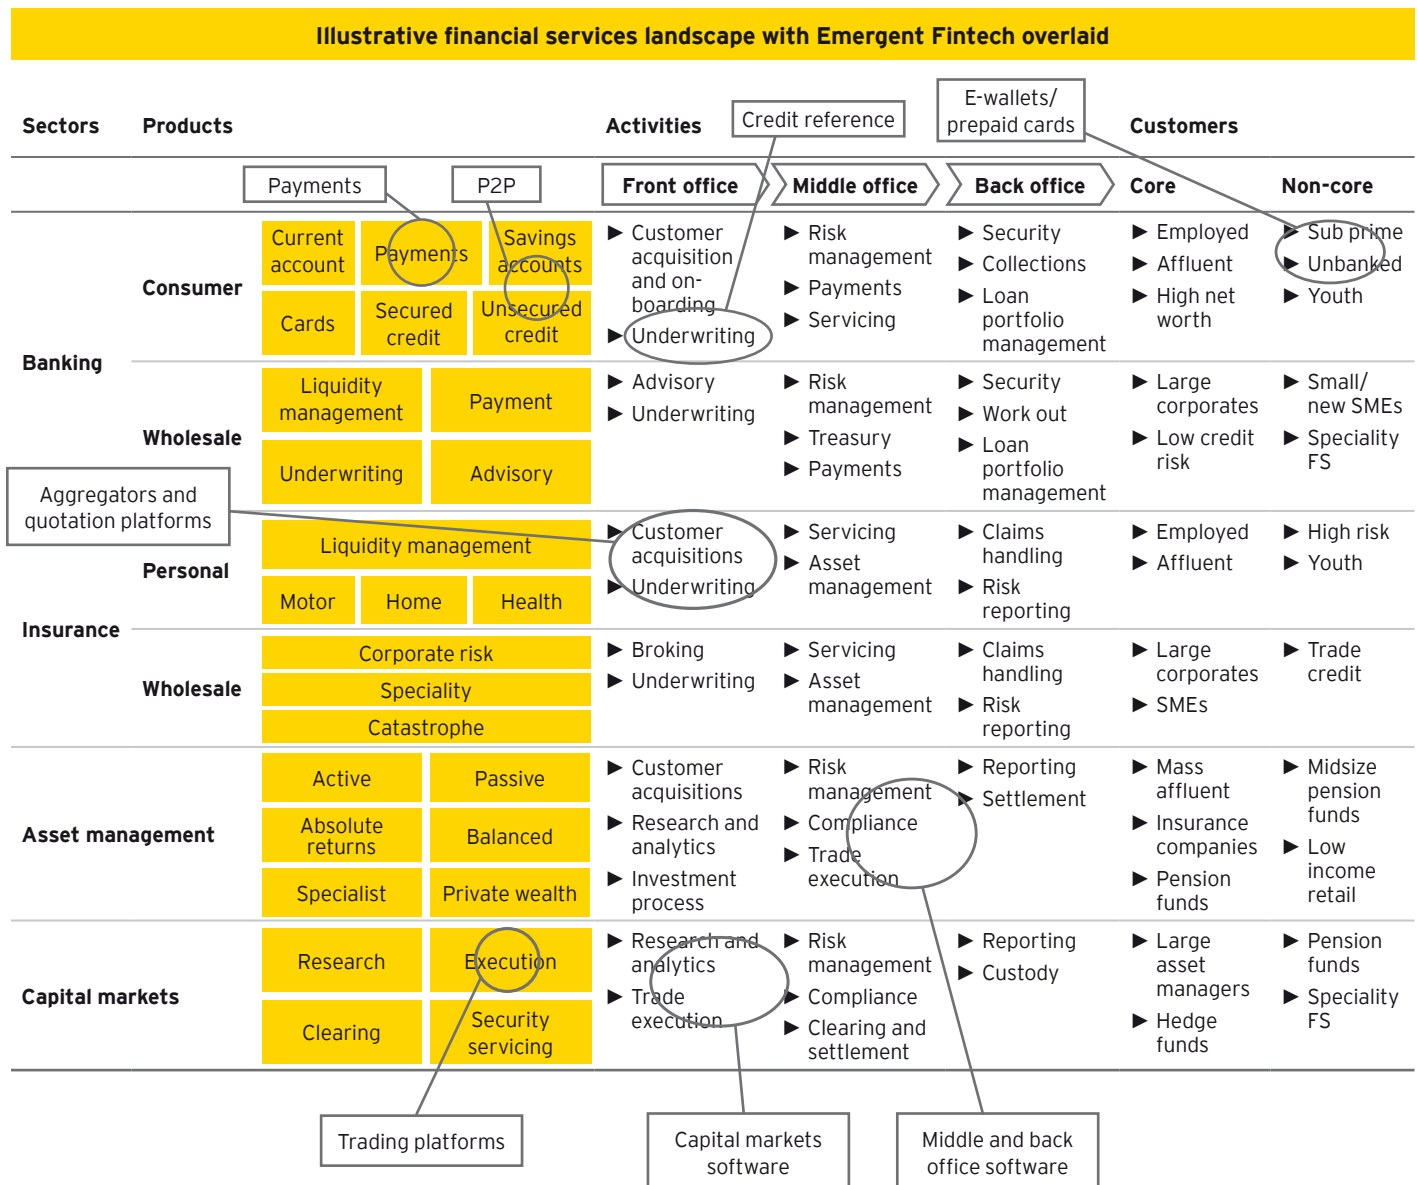 Illustrative financial services landscape with Emergent Fintech overlaid
Sectors
Products
Activities
Customers
Credit reference
E-wallets/
prepaid cards
Payments
P2P
Front office
Middle office
Back office
Core
Non-core
Banking
Consumer
Current
account
Payments
Savings
accounts
Cards
Secured
credit
Unsecured
credit
► Customer
acquisition
and on-
boarding
► Underwriting
► Risk
management
► Payments
► Servicing
► Security
► Collections
► Loan
portfolio
management
► Employed
► Affluent
► High net
worth
► Sub prime
► Unbanked
► Youth
Wholesale
Liquidity
management
Payment
Underwriting
Advisory
► Advisory
► Underwriting
► Risk
management
► Treasury
► Payments
► Security
► Work out
► Loan
portfolio
management
► Large
corporates
► Low credit
risk
► Small/
new SMEs
► Speciality
FS
Aggregators and
quotation platforms
Insurance
Personal
Liquidity management
Motor
Home
Health
► Customer
acquisitions
► Underwriting
► Servicing
► Asset
management
► Claims
handling
► Risk
reporting
► Employed
► Affluent
► High risk
► Youth
Wholesale
Corporate risk
Speciality
Catastrophe
► Broking
► Underwriting
► Servicing
► Asset
management
► Claims
handling
► Risk
reporting
► Large
corporates
► SMEs
► Trade
credit
Asset management
Active
Passive
Absolute
returns
Balanced
Specialist
Private wealth
► Customer
acquisitions
► Research and
analytics
► Investment
process
► Risk
management
► Compliance
► Trade
execution
► Reporting
► Settlement
► Mass
affluent
► Insurance
companies
► Pension
funds
► Midsize
pension
funds
► Low
income
retail
Capital markets
Research
Execution
Clearing
Security
servicing
► Research and
analytics
► Trade
execution
► Risk
management
► Compliance
► Clearing and
settlement
► Reporting
► Custody
► Large
asset
managers
► Hedge
funds
► Pension
funds
► Speciality
FS
Trading platforms
Capital markets
software
Middle and back
office software